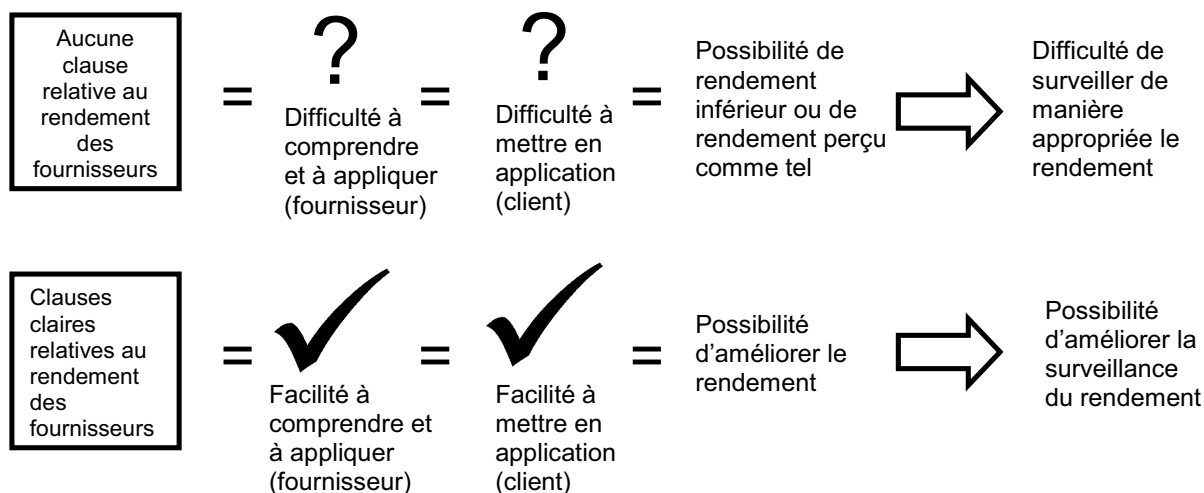 Aucune
clause
relative au
rendement
des
fournisseurs
=
?
Difficulté à
comprendre
et à appliquer
(fournisseur)
=
?
Difficulté à
mettre en
application
(client)
=
Possibilité de
rendement
inférieur ou de
rendement perçu
comme tel
Difficulté de
surveiller de
manière
appropriée le
rendement
Clauses
claires
relatives au
rendement
des
fournisseurs
=
Facilité à
comprendre et
à appliquer
(fournisseur)
=
Facilité à
mettre en
application
(client)
=
Possibilité
d’améliorer le
rendement
Possibilité
d’améliorer la
surveillance
du rendement